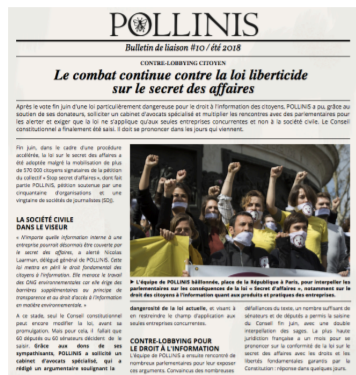 POLLINIS
Bulletin de liaison #10 / été 2018
CONTRE-LOBBYING CITOYEN
Le combat continue contre la loi liberticide
sur le secret des affaires
Après le vote fin juin d'une loi particulièrement dangereuse pour le droit à l'information des citoyens, POLLINIS a pu, grâce au
soutien de ses donateurs, solliciter un cabinet d'avocats spécialisé et multiplier les rencontres avec des parlementaires pour
les alerter et exiger que la loi ne s'applique qu'aux seules entreprises concurrentes et non à la société civile. Le Conseil
constitutionnel a finalement été saisi. Il doit se prononcer dans les jours qui viennent.
Fin juin, dans le cadre d'une procédure
accélérée, la loi sur le secret des affaires a
été adoptée malgré la mobilisation de plus
de 570 000 citoyens signataires de la pétition
du collectif « Stop secret d'affaires », dont fait
partie POLLINIS, pétition soutenue par une
cinquantaine d'organisations et une
vingtaine de sociétés de journalistes (SDJ).
LA SOCIÉTÉ CIVILE
DANS LE VISEUR
« N'importe quelle information interne à une
entreprise pourrait désormais être couverte par
le secret des affaires, a alerté Nicolas
Laarman, délégué général de POLLINIS. Cette
loi mettra en péril le droit fondamental des
citoyens à l'information. Elle menace le travail
des ONG environnementales car elle érige des
barrières supplémentaires au principe de
transparence et au droit d'accès à l'information
en matière environnementale. »
A ce stade, seul le Conseil constitutionnel
peut encore modifier la loi, avant sa
promulgation. Mais pour cela, il fallait que
60 députés ou 60 sénateurs décident de le
saisir. Grâce aux dons de ses
sympathisants, POLLINIS a sollicité un
cabinet d'avocats spécialisé, qui a
rédigé un argumentaire soulignant la
► L'équipe de POLLINIS bâillonnée, place de la République à Paris, pour interpeller les
parlementaires sur les conséquences de la loi « Secret d'affaires », notamment sur le
droit des citoyens à l'information quant aux produits et pratiques des entreprises.
dangerosité de la loi actuelle, et visant à
en restreindre le champ d'application aux
seules entreprises concurrentes.
CONTRE-LOBBYING POUR
LE DROIT À L'INFORMATION
L'équipe de POLLINIS a ensuite rencontré de
nombreux parlementaires pour leur exposer
ces arguments. Convaincus des nombreuses
défaillances du texte, un nombre suffisant de
sénateurs et de députés a permis la saisine
du Conseil fin juin, avec une double
interpellation des sages. La plus haute
juridiction française a un mois pour se
prononcer sur la conformité de la loi sur le
secret des affaires avec les droits et les
libertés fondamentales garantis par la
Constitution. D'autres associations, syndicats